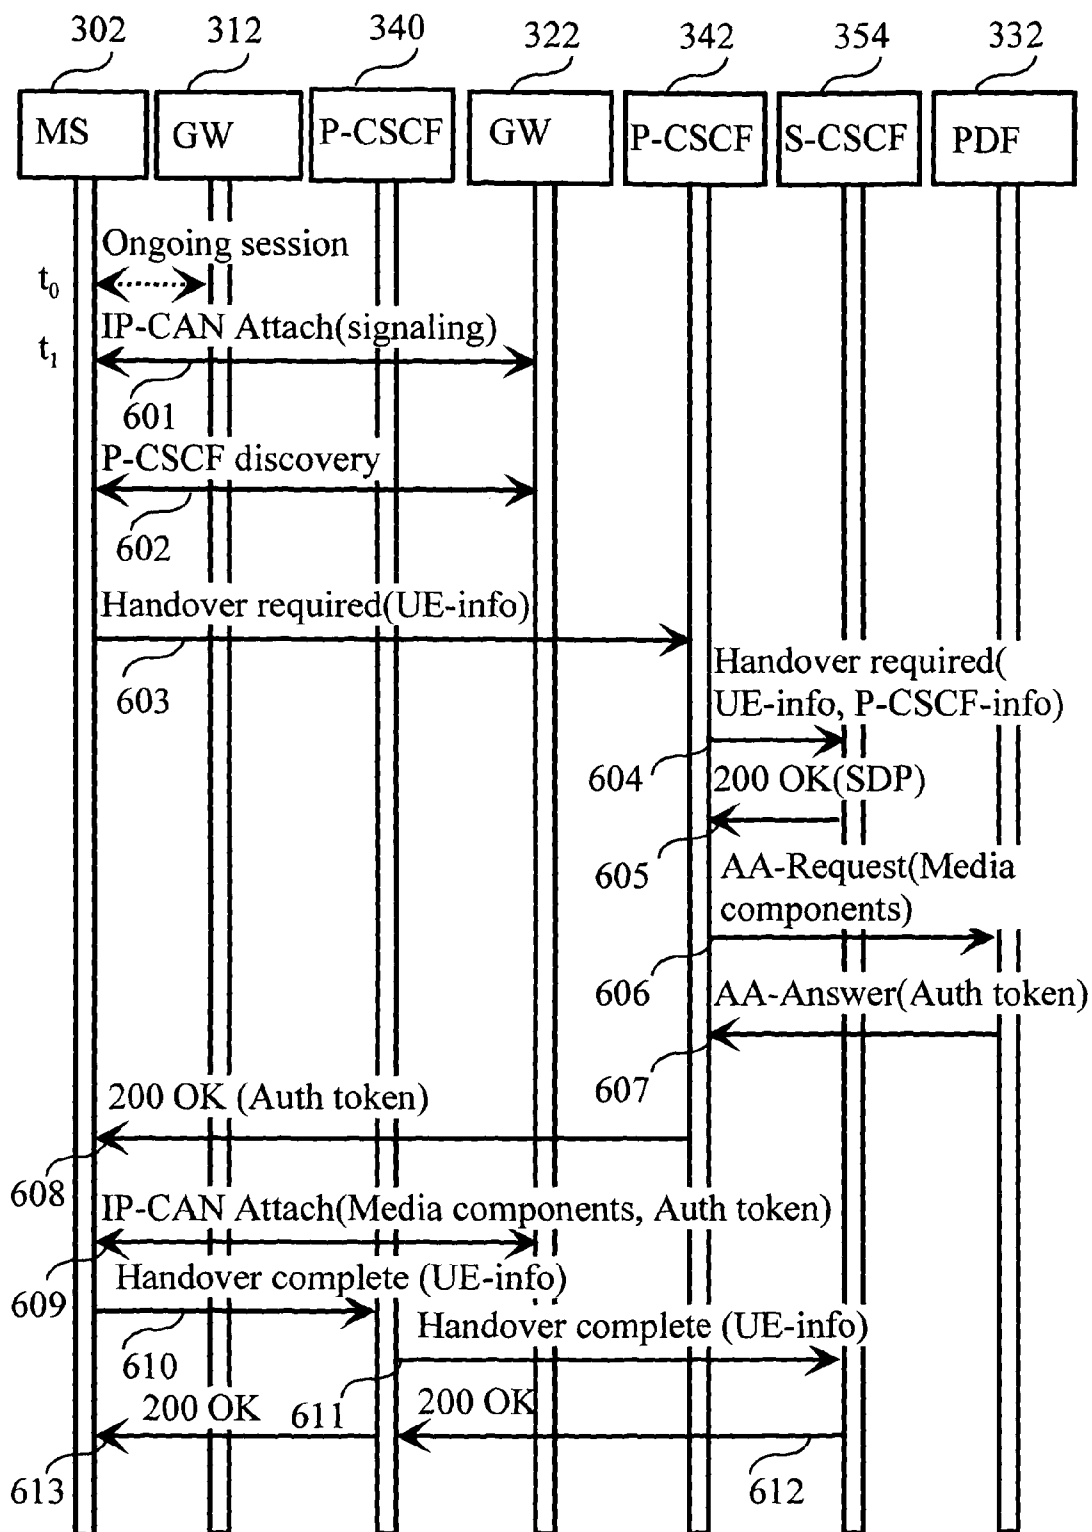 302 312 340 322 342 354 332
MS GW P-CSCF GW P-CSCF S-CSCF PDF
Ongoing session
t0
IP-CAN Attach(signaling)
t1
601
P-CSCF discovery
602
Handover required(UE-info)
603
Handover required(
UE-info, P-CSCF-info)
604
200 OK(SDP)
605
AA-Request(Media
components)
606
AA-Answer(Auth token)
607
200 OK (Auth token)
608
IP-CAN Attach(Media components, Auth token)
609
Handover complete (UE-info)
610
Handover complete (UE-info)
611
200 OK
200 OK
612
613